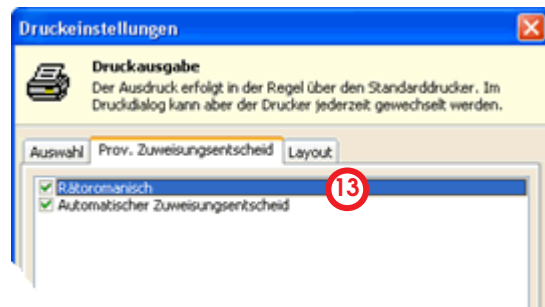 Druckeinstellungen
Druckausgabe
Der Ausdruck erfolgt in der Regel über den Standarddrucker. Im
Druckdialog kann aber der Drucker jederzeit gewechselt werden.
Auswahl Prov. Zuweisungsentscheid Layout
Rätoromanisch 13
Automatischer Zuweisungsentscheid